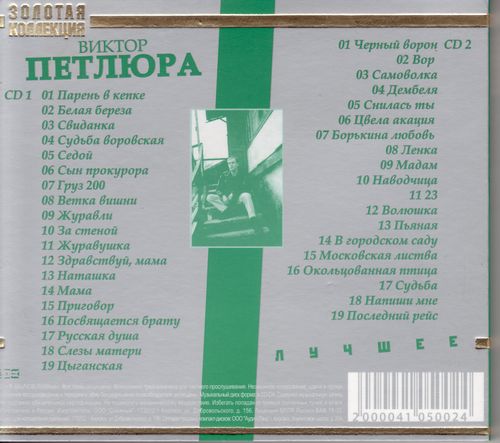 ЗОЛОТАЯ
КОЛЛЕКЦИЯ
ВИКТОР
ПЕТЛЮРА
CD 1 01 Парень в кепке
02 Белая береза
03 Свиданка
04 Судьба воровская
05 Седой
06 Сын прокурора
07 Груз 200
08 Ветка вишни
09 Журавли
10 За стеной
11 Журавушка
12 Здравствуй, мама
13 Наташка
14 Мама
15 Приговор
16 Посвящается брату
17 Русская душа
18 Слезы матери
19 Цыганская
01 Черный ворон CD 2
02 Вор
03 Самоволка
04 Дембеля
05 Снилась ты
06 Цвела акация
07 Борькина любовь
08 Ленка
09 Мадам
10 Наводчица
11 23
12 Волюшка
13 Пьяная
14 В городском саду
15 Московская листва
16 Окольцованная птица
17 Судьба
18 Напиши мне
19 Последний рейс
ЛУЧШЕЕ
2000041 050024